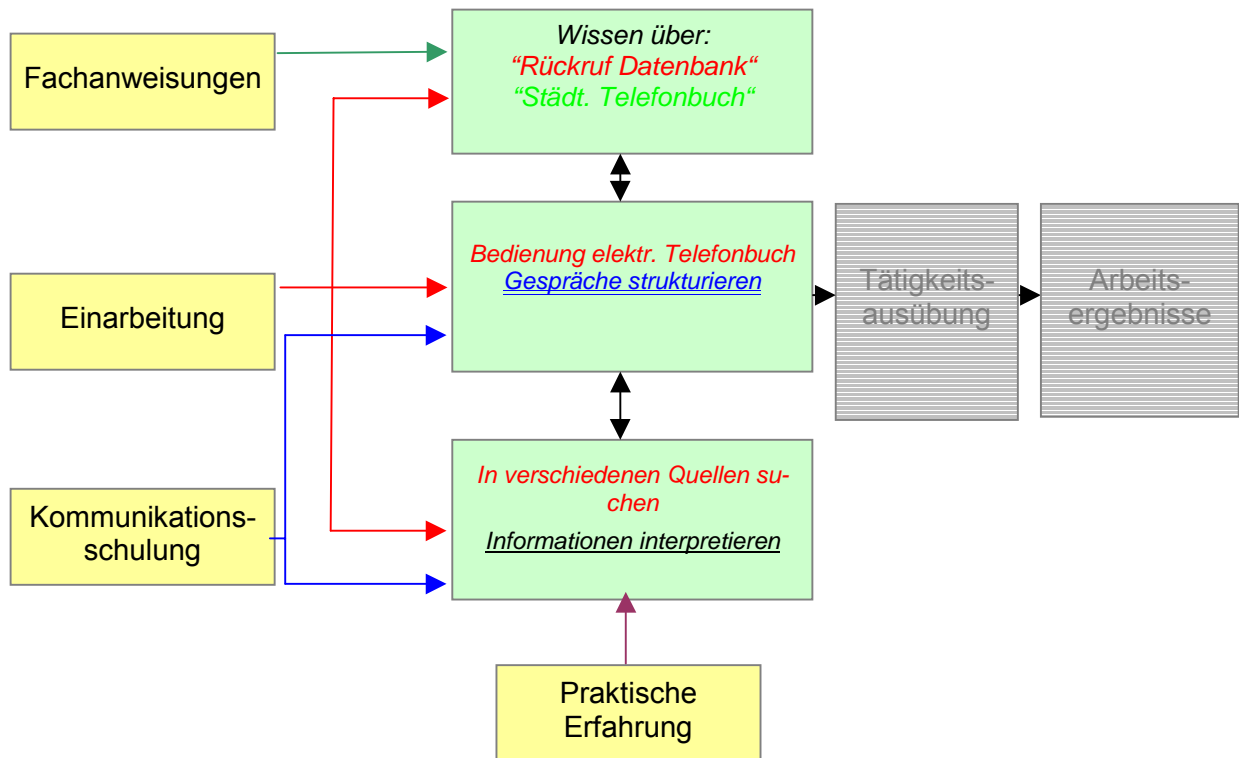 Fachanweisungen
Wissen über:
“Rückruf Datenbank“
“Städt. Telefonbuch“
Einarbeitung
Bedienung elektr. Telefonbuch
Gespräche strukturieren
Tätigkeits-
ausübung
Arbeits-
ergebnisse
Kommunikations-
schulung
In verschiedenen Quellen su-
chen
Informationen interpretieren
Praktische
Erfahrung